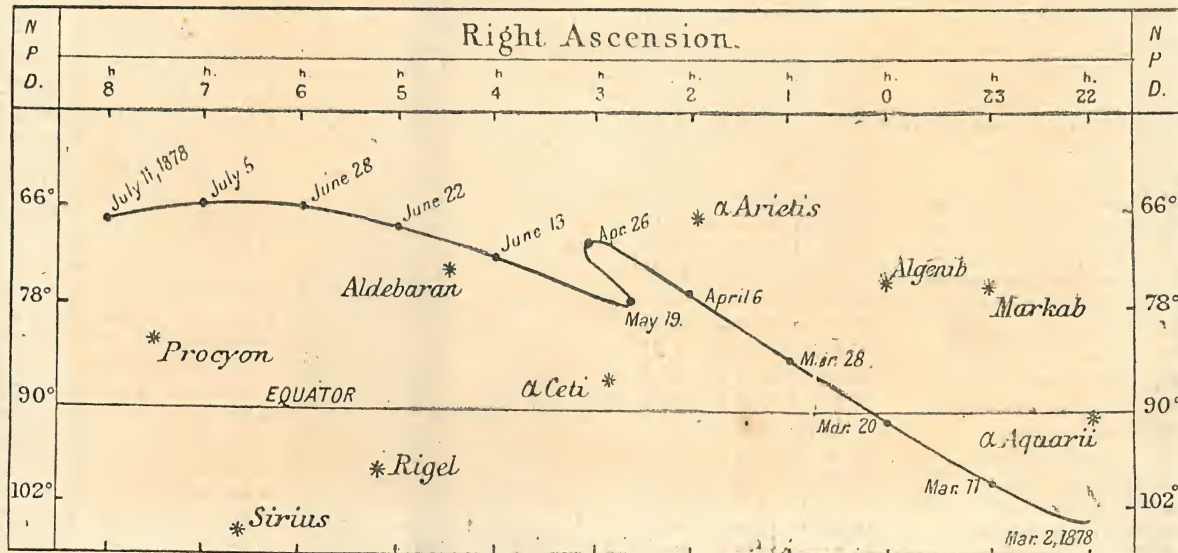 Right Ascension.
N P D.
N P D.
h 8
h. 7
h 6
h 5
h 4
h. 3
h. 2
h. 1
h. 0
h. 23
h. 22
July 11, 1878
July 5
June 28
June 22
June 13
Apr. 26
66°
66°
α Arietis
Aldebaran
Algenib
Markab
78°
78°
May 19.
April 6
Procyon
α Ceti
Mar. 28
90°
EQUATOR
90°
Mar. 20
α Aquarii
Rigel
Mar. 11
102°
102°
Sirius
Mar. 2, 1878